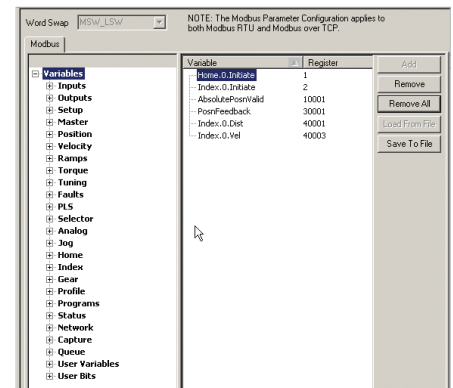 Word Swap MSW_LSW
NOTE: The Modbus Parameter Configuration applies to
both Modbus RTU and Modbus over TCP.
Modbus
Variables
Inputs
Outputs
Setup
Master
Position
Velocity
Ramps
Torque
Tuning
Faults
PLS
Selector
Analog
Jog
Home
Index
Gear
Profile
Programs
Status
Network
Capture
Queue
User Variables
User Bits
Variable Register
Home.0.Initiate 1
Index.0.Initiate 2
AbsolutePosnValid 10001
PosnFeedback 30001
Index.0.Dist 40001
Index.0.Vel 40003
Add
Remove
Remove All
Load From File
Save To File